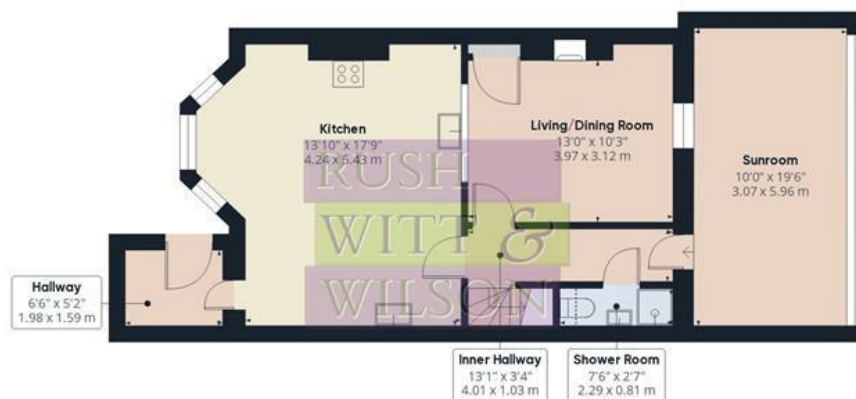 Kitchen
13'10" x 17'9"
4.24 x 5.43 m
Living/Dining Room
13'0" x 10'3"
3.97 x 3.12 m
Sunroom
10'0" x 19'6"
3.07 x 5.96 m
RUSH
WITT &
WILSON
Hallway
6'6" x 5'2"
1.98 x 1.59 m
Inner Hallway
13'1" x 3'4"
4.01 x 1.03 m
Shower Room
7'6" x 2'7"
2.29 x 0.81 m